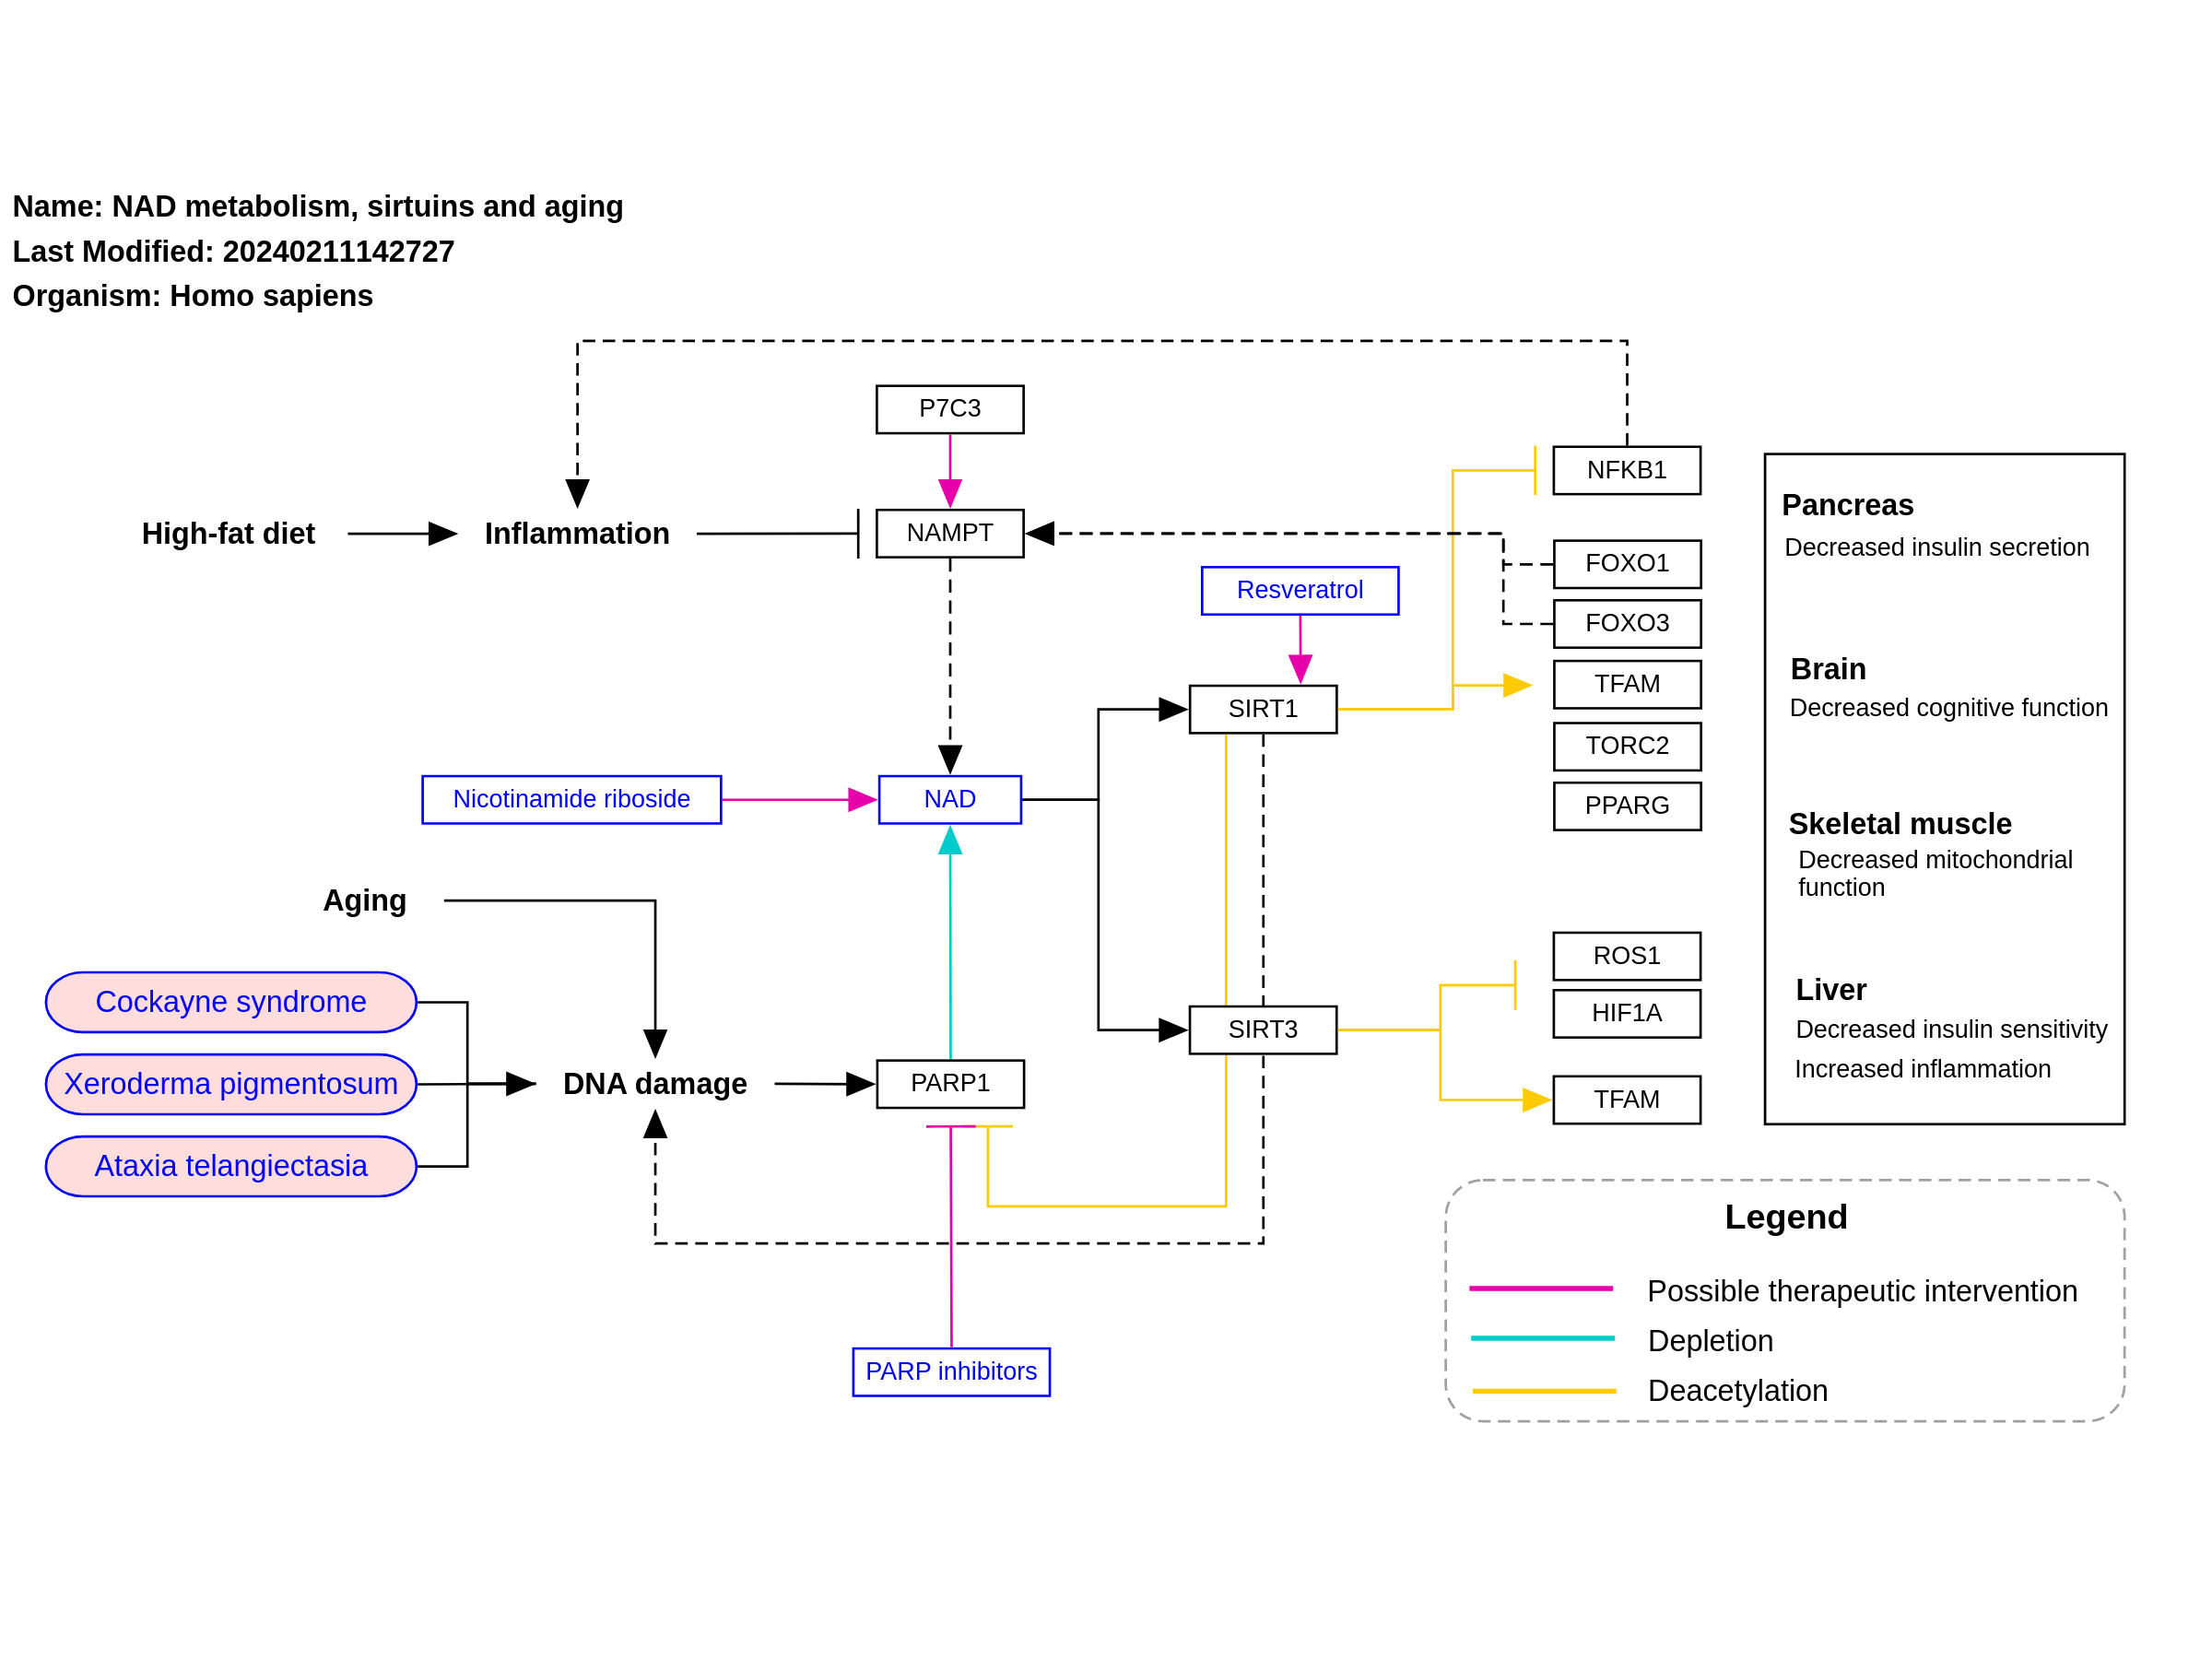 Name: NAD metabolism, sirtuins and aging
Last Modified: 20240211142727
Organism: Homo sapiens
P7C3
NFKB1
High-fat diet
Inflammation
NAMPT
FOXO1
Resveratrol
FOXO3
TFAM
SIRT1
TORC2
Nicotinamide riboside
NAD
PPARG
Aging
ROS1
Cockayne syndrome
HIF1A
SIRT3
Xeroderma pigmentosum
DNA damage
PARP1
TFAM
Ataxia telangiectasia
PARP inhibitors
Pancreas
Decreased insulin secretion
Brain
Decreased cognitive function
Skeletal muscle
Decreased mitochondrial
function
Liver
Decreased insulin sensitivity
Increased inflammation
Legend
Possible therapeutic intervention
Depletion
Deacetylation